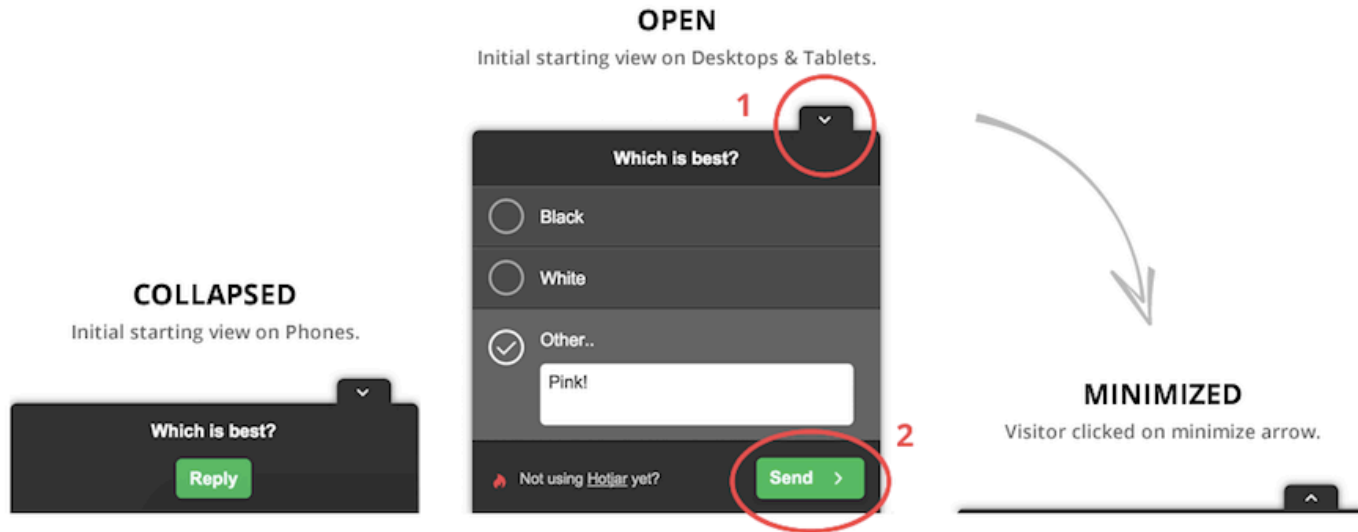 OPEN
Initial starting view on Desktops & Tablets.
1
Which is best?
Black
White
Other..
Pink!
Not using Hotjar yet?
Send
2
COLLAPSED
Initial starting view on Phones.
Which is best?
Reply
MINIMIZED
Visitor clicked on minimize arrow.